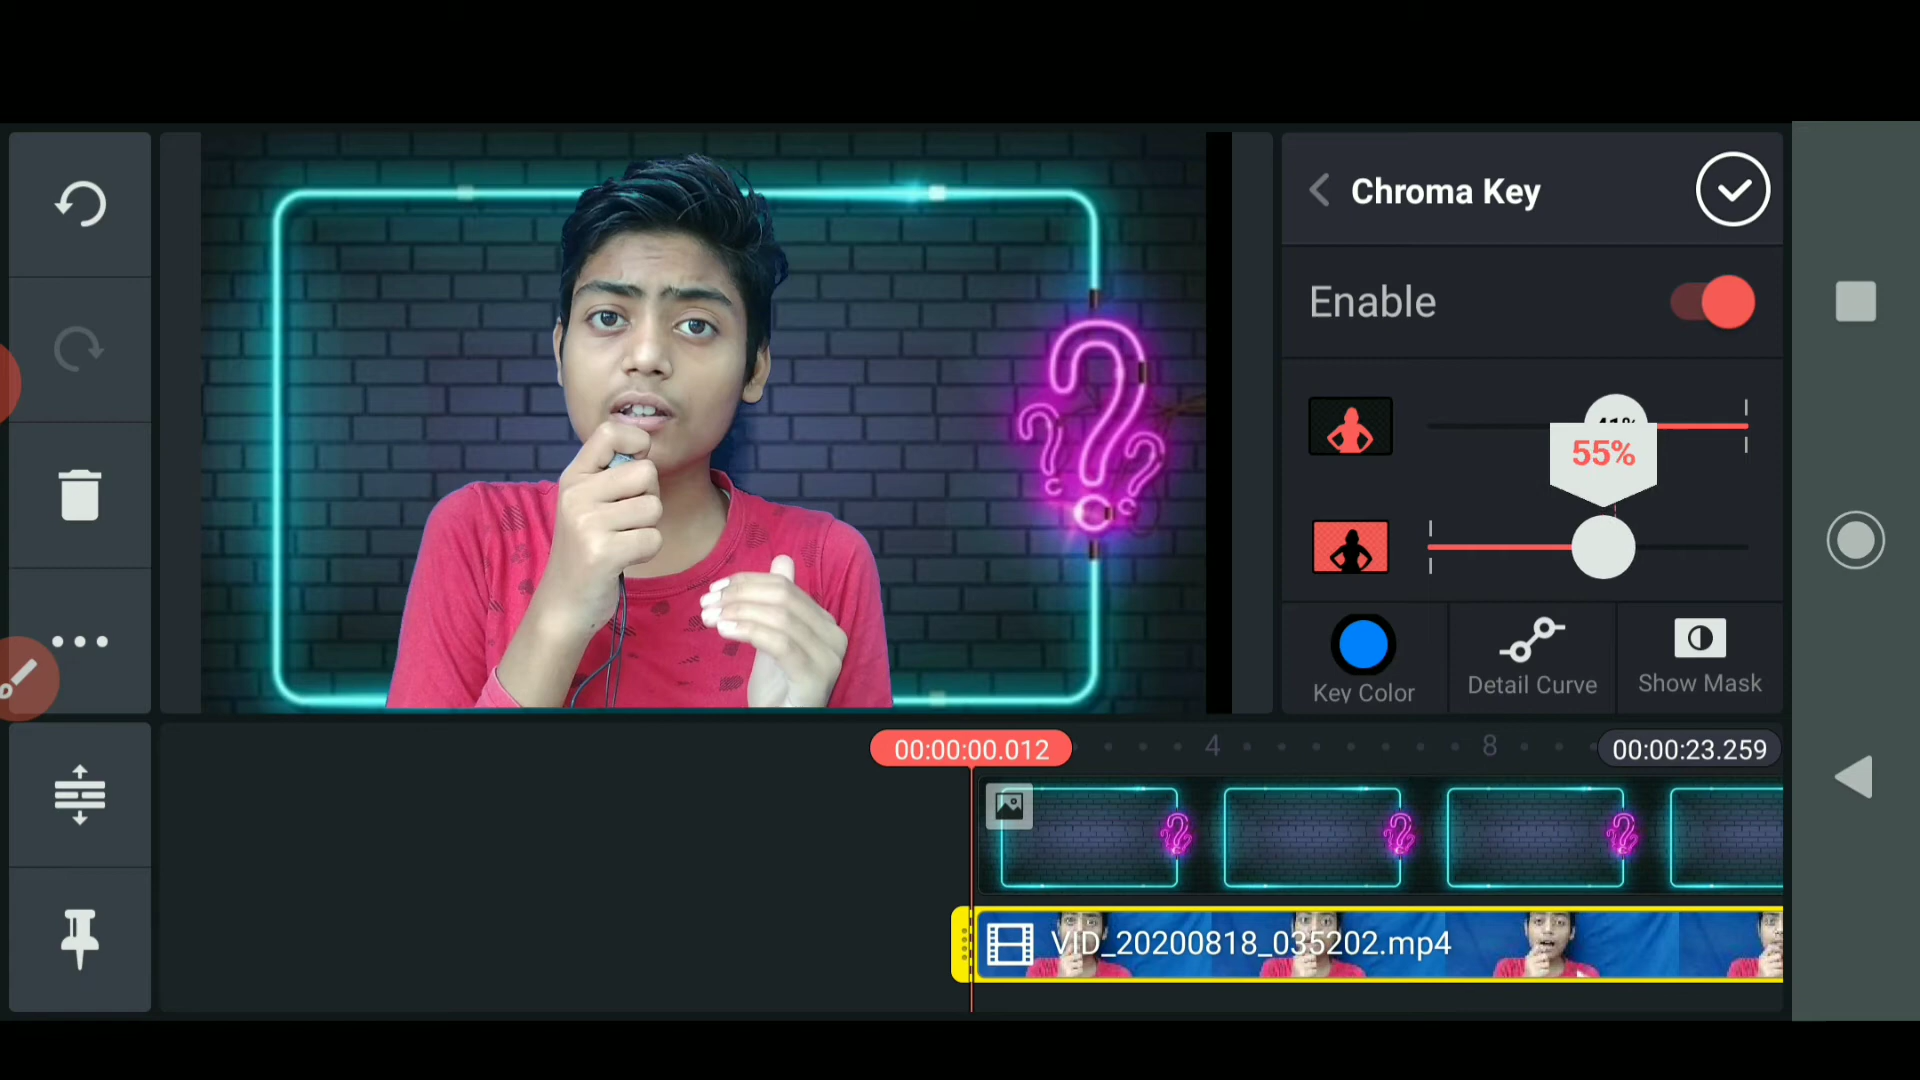 Chroma Key
Enable
55%
Key Color
Detail Curve
Show Mask
00:00:00.012
4
8
00:00:23.259
VID_20200818_035202.mp4